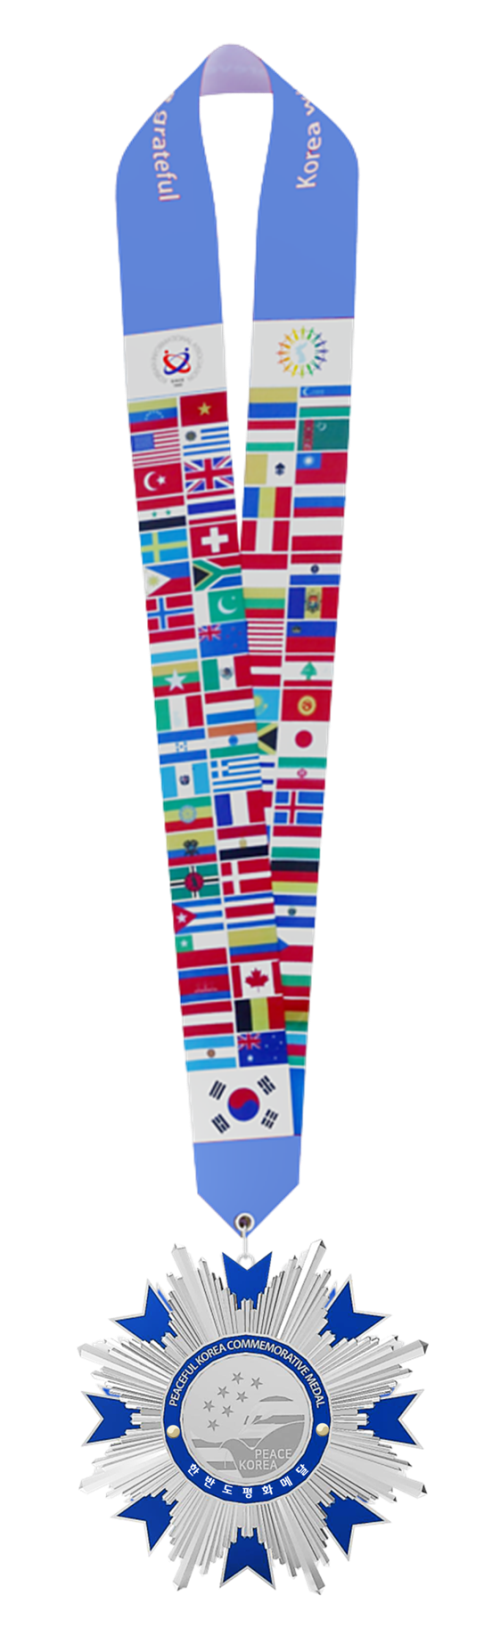 grateful
Korea
PEACEFUL KOREA COMMEMORATIVE MEDAL
PEACE
KOREA
한반도평화메달